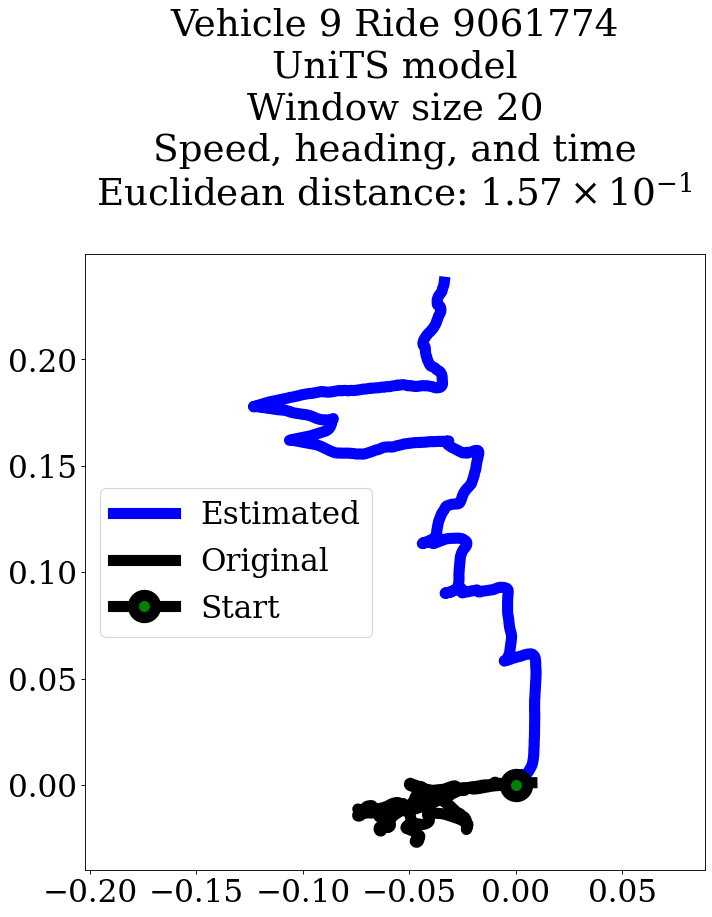 Vehicle 9 Ride 9061774
UniTS model
Window size 20
Speed, heading, and time
Euclidean distance: 1.57 × 10⁻¹
0.20
0.15
0.10
0.05
0.00
Estimated
Original
Start
−0.20 −0.15 −0.10 −0.05 0.00 0.05